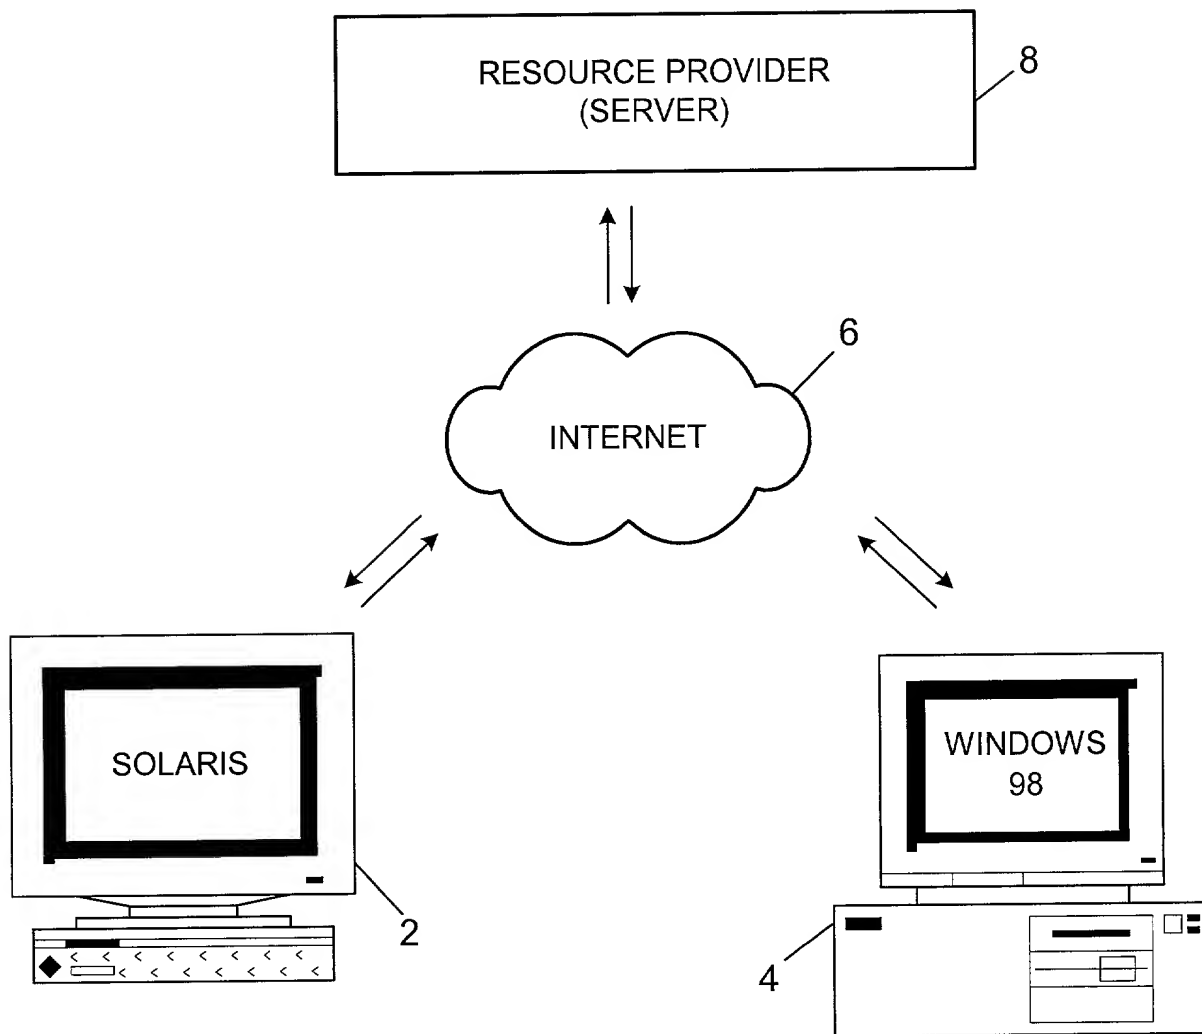 RESOURCE PROVIDER
(SERVER)
8
6
INTERNET
SOLARIS
WINDOWS
98
2
4